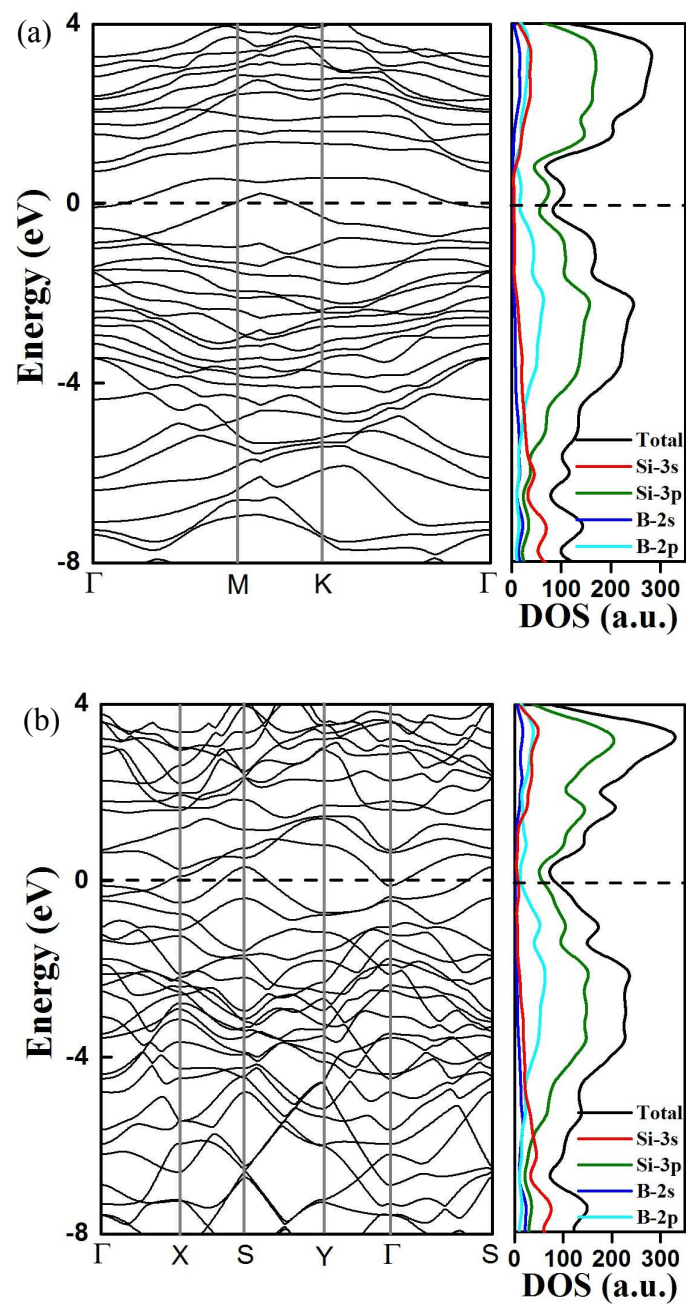 (a)
4
0
-4
-8
Energy (eV)
Γ M K Γ
Total
Si-3s
Si-3p
B-2s
B-2p
0 100 200 300
DOS (a.u.)
(b)
4
0
-4
-8
Energy (eV)
Γ X S Y Γ S
Total
Si-3s
Si-3p
B-2s
B-2p
0 100 200 300
DOS (a.u.)